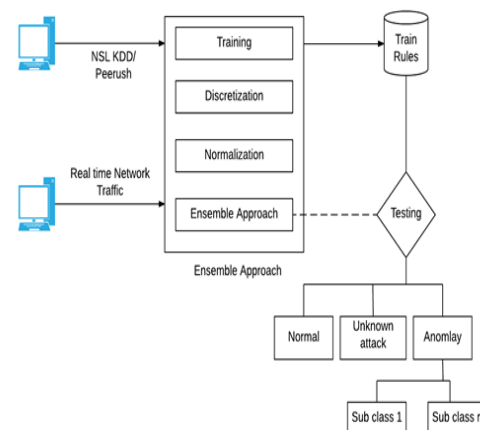 NSL KDD/
Peerush
Real time Network
Traffic
Training
Discretization
Normalization
Ensemble Approach
Ensemble Approach
Train
Rules
Testing
Normal
Unknown
attack
Anomlay
Sub class 1
Sub class